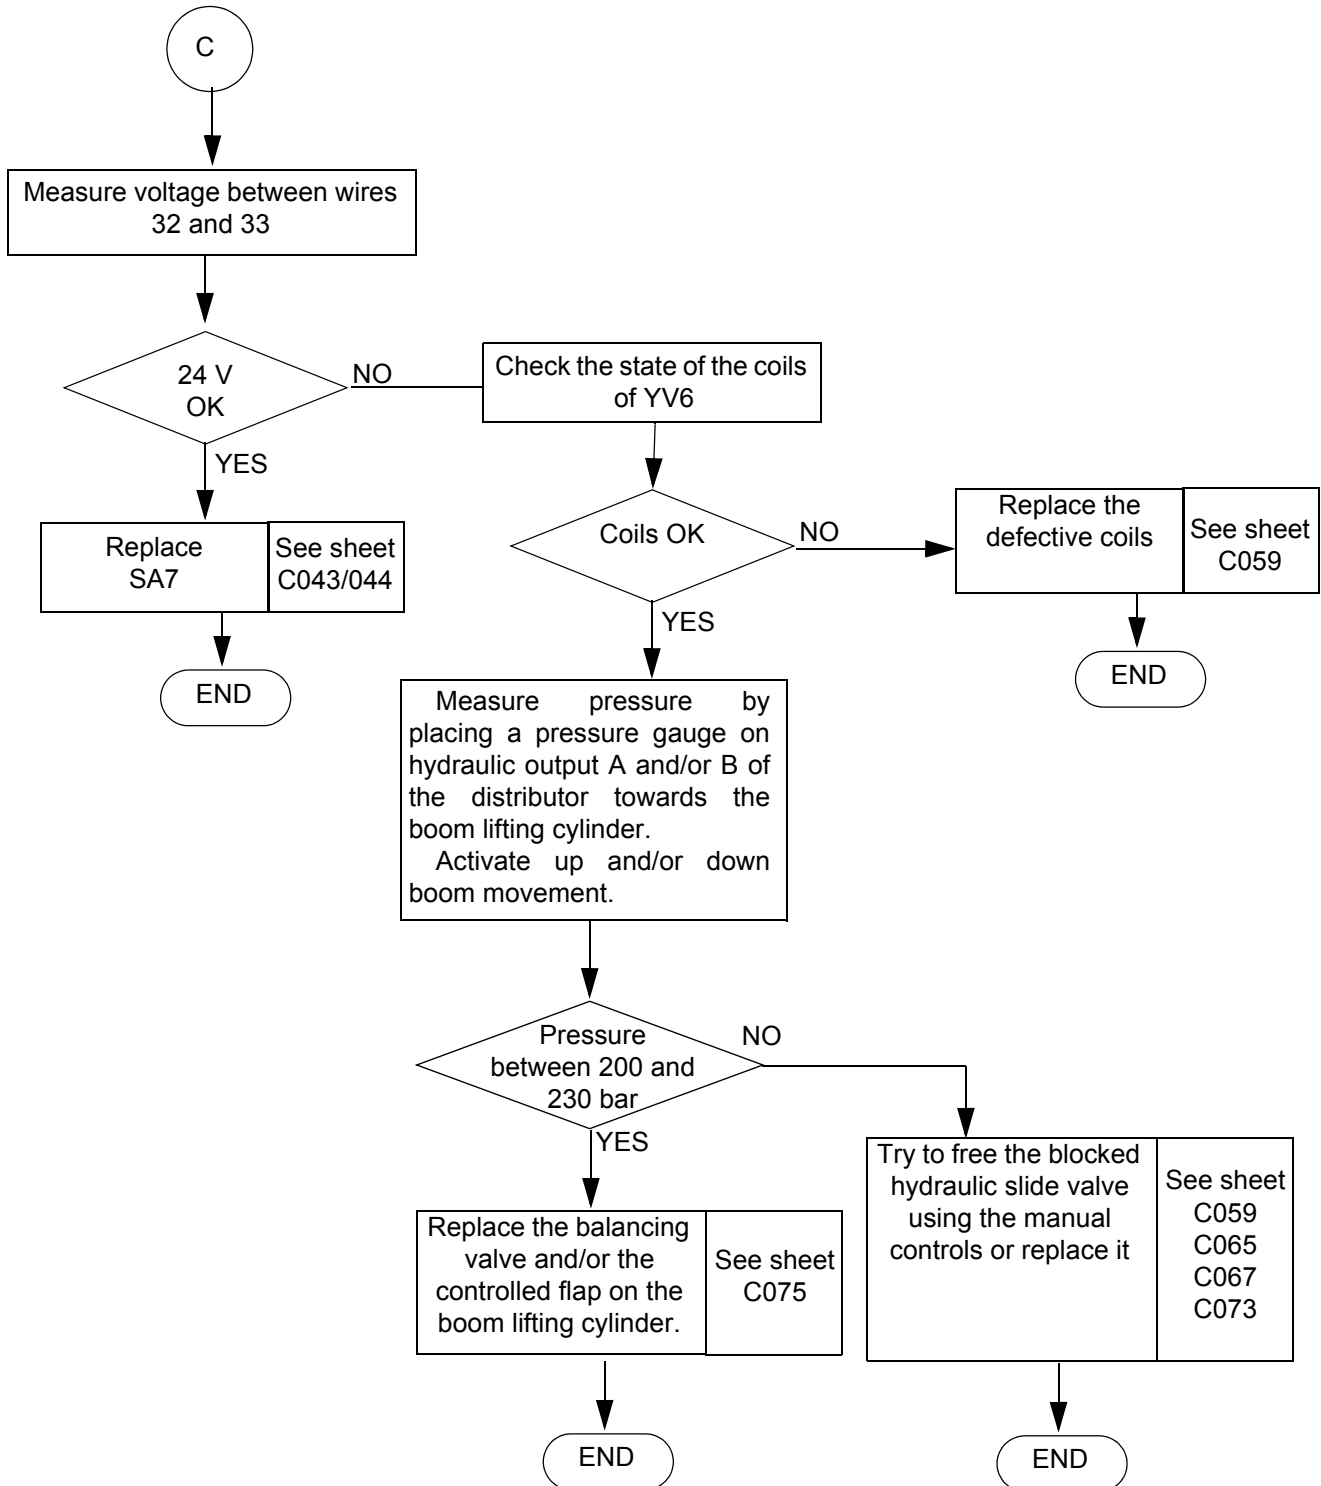 C
Measure voltage between wires
32 and 33
24 V
OK
NO
Check the state of the coils
of YV6
YES
Replace
SA7
See sheet
C043/044
END
Coils OK
NO
Replace the
defective coils
See sheet
C059
END
YES
Measure pressure by
placing a pressure gauge on
hydraulic output A and/or B of
the distributor towards the
boom lifting cylinder.
Activate up and/or down
boom movement.
Pressure
between 200 and
230 bar
NO
YES
Try to free the blocked
hydraulic slide valve
using the manual
controls or replace it
See sheet
C059
C065
C067
C073
Replace the balancing
valve and/or the
controlled flap on the
boom lifting cylinder.
See sheet
C075
END
END